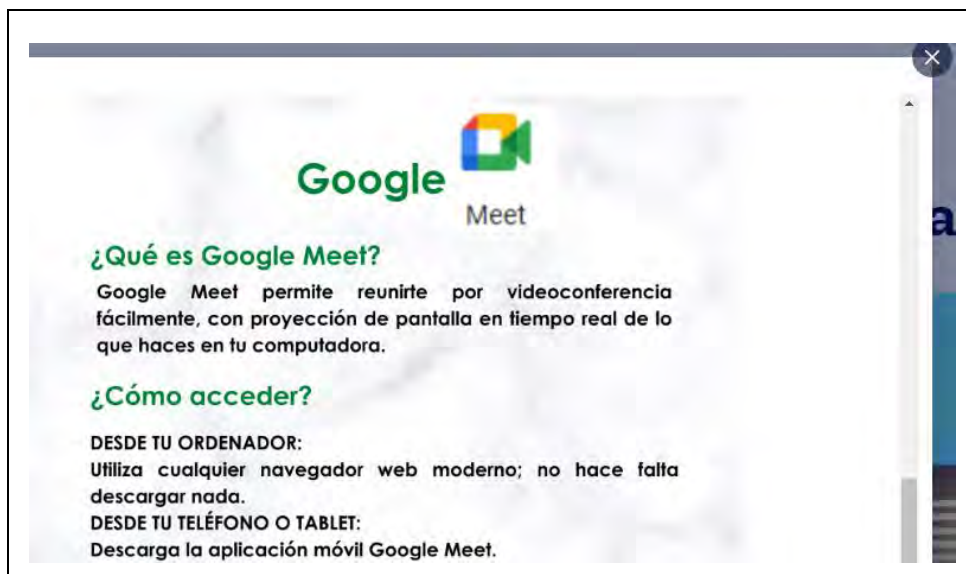 Google
Meet
¿Qué es Google Meet?
Google Meet permite reunirte por videoconferencia
fácilmente, con proyección de pantalla en tiempo real de lo
que haces en tu computadora.
¿Cómo acceder?
DESDE TU ORDENADOR:
Utiliza cualquier navegador web moderno; no hace falta
descargar nada.
DESDE TU TELÉFONO O TABLET:
Descarga la aplicación móvil Google Meet.
a